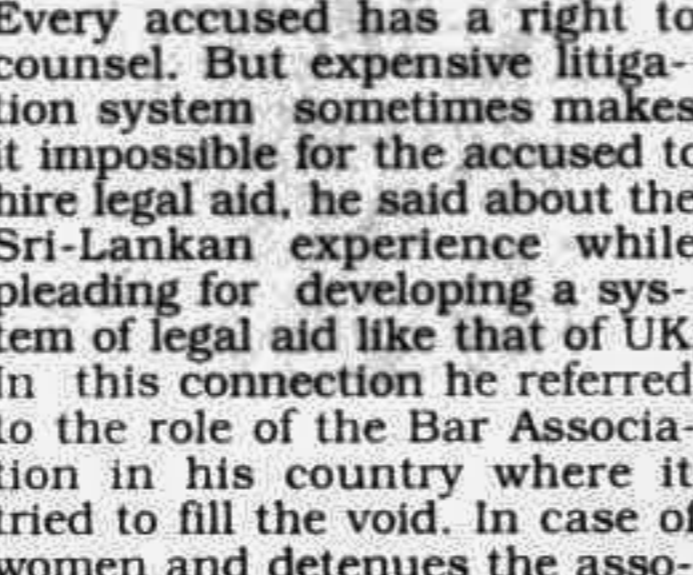 Every accused has a right to
counsel. But expensive litiga-
tion system sometimes makes
it impossible for the accused to
hire legal aid, he said about the
Sri-Lankan experience while
pleading for developing a sys-
tem of legal aid like that of UK
In this connection he referred
to the role of the Bar Associa-
tion in his country where it
tried to fill the void. In case of
women and detenues the asso-